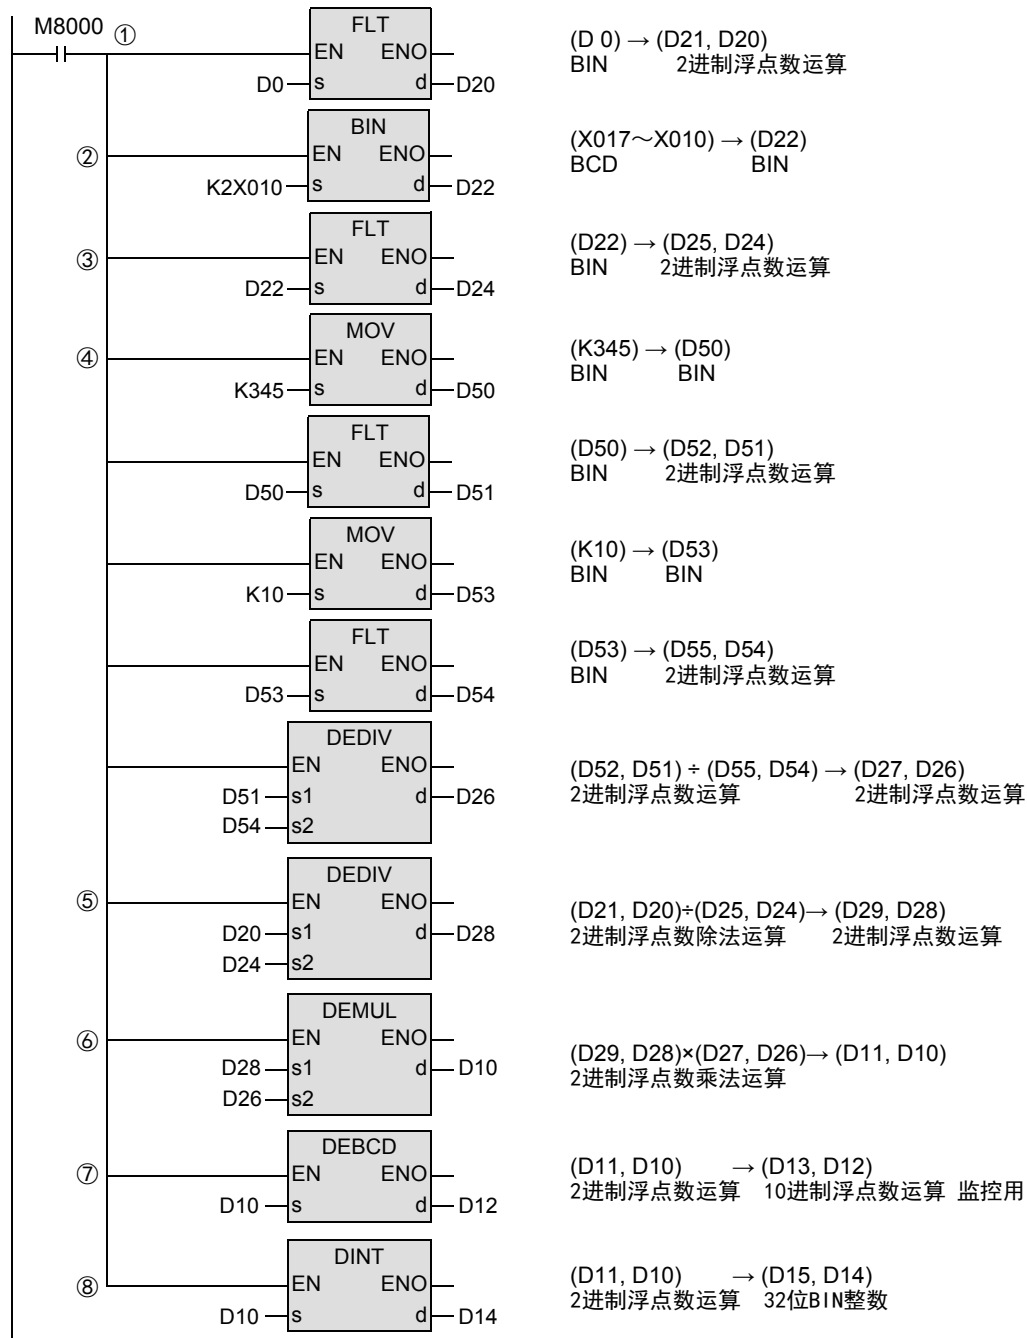 M8000 ① FLT
EN ENO (D 0) → (D21, D20)
BIN 2进制浮点数运算
D0 s d D20
BIN
② EN ENO (X017～X010) → (D22)
BCD BIN
K2X010 s d D22
FLT
③ EN ENO (D22) → (D25, D24)
BIN 2进制浮点数运算
D22 s d D24
MOV
④ EN ENO (K345) → (D50)
BIN BIN
K345 s d D50
FLT
EN ENO (D50) → (D52, D51)
BIN 2进制浮点数运算
D50 s d D51
MOV
EN ENO (K10) → (D53)
BIN BIN
K10 s d D53
FLT
EN ENO (D53) → (D55, D54)
BIN 2进制浮点数运算
D53 s d D54
DEDIV
EN ENO (D52, D51) ÷ (D55, D54) → (D27, D26)
D51 s1 d D26 2进制浮点数运算 2进制浮点数运算
D54 s2
DEDIV
⑤ EN ENO (D21, D20)÷(D25, D24)→ (D29, D28)
D20 s1 d D28 2进制浮点数除法运算 2进制浮点数运算
D24 s2
DEMUL
⑥ EN ENO (D29, D28)×(D27, D26)→ (D11, D10)
D28 s1 d D10 2进制浮点数乘法运算
D26 s2
DEBCD
⑦ EN ENO (D11, D10) → (D13, D12)
2进制浮点数运算 10进制浮点数运算 监控用
D10 s d D12
DINT
⑧ EN ENO (D11, D10) → (D15, D14)
2进制浮点数运算 32位BIN整数
D10 s d D14